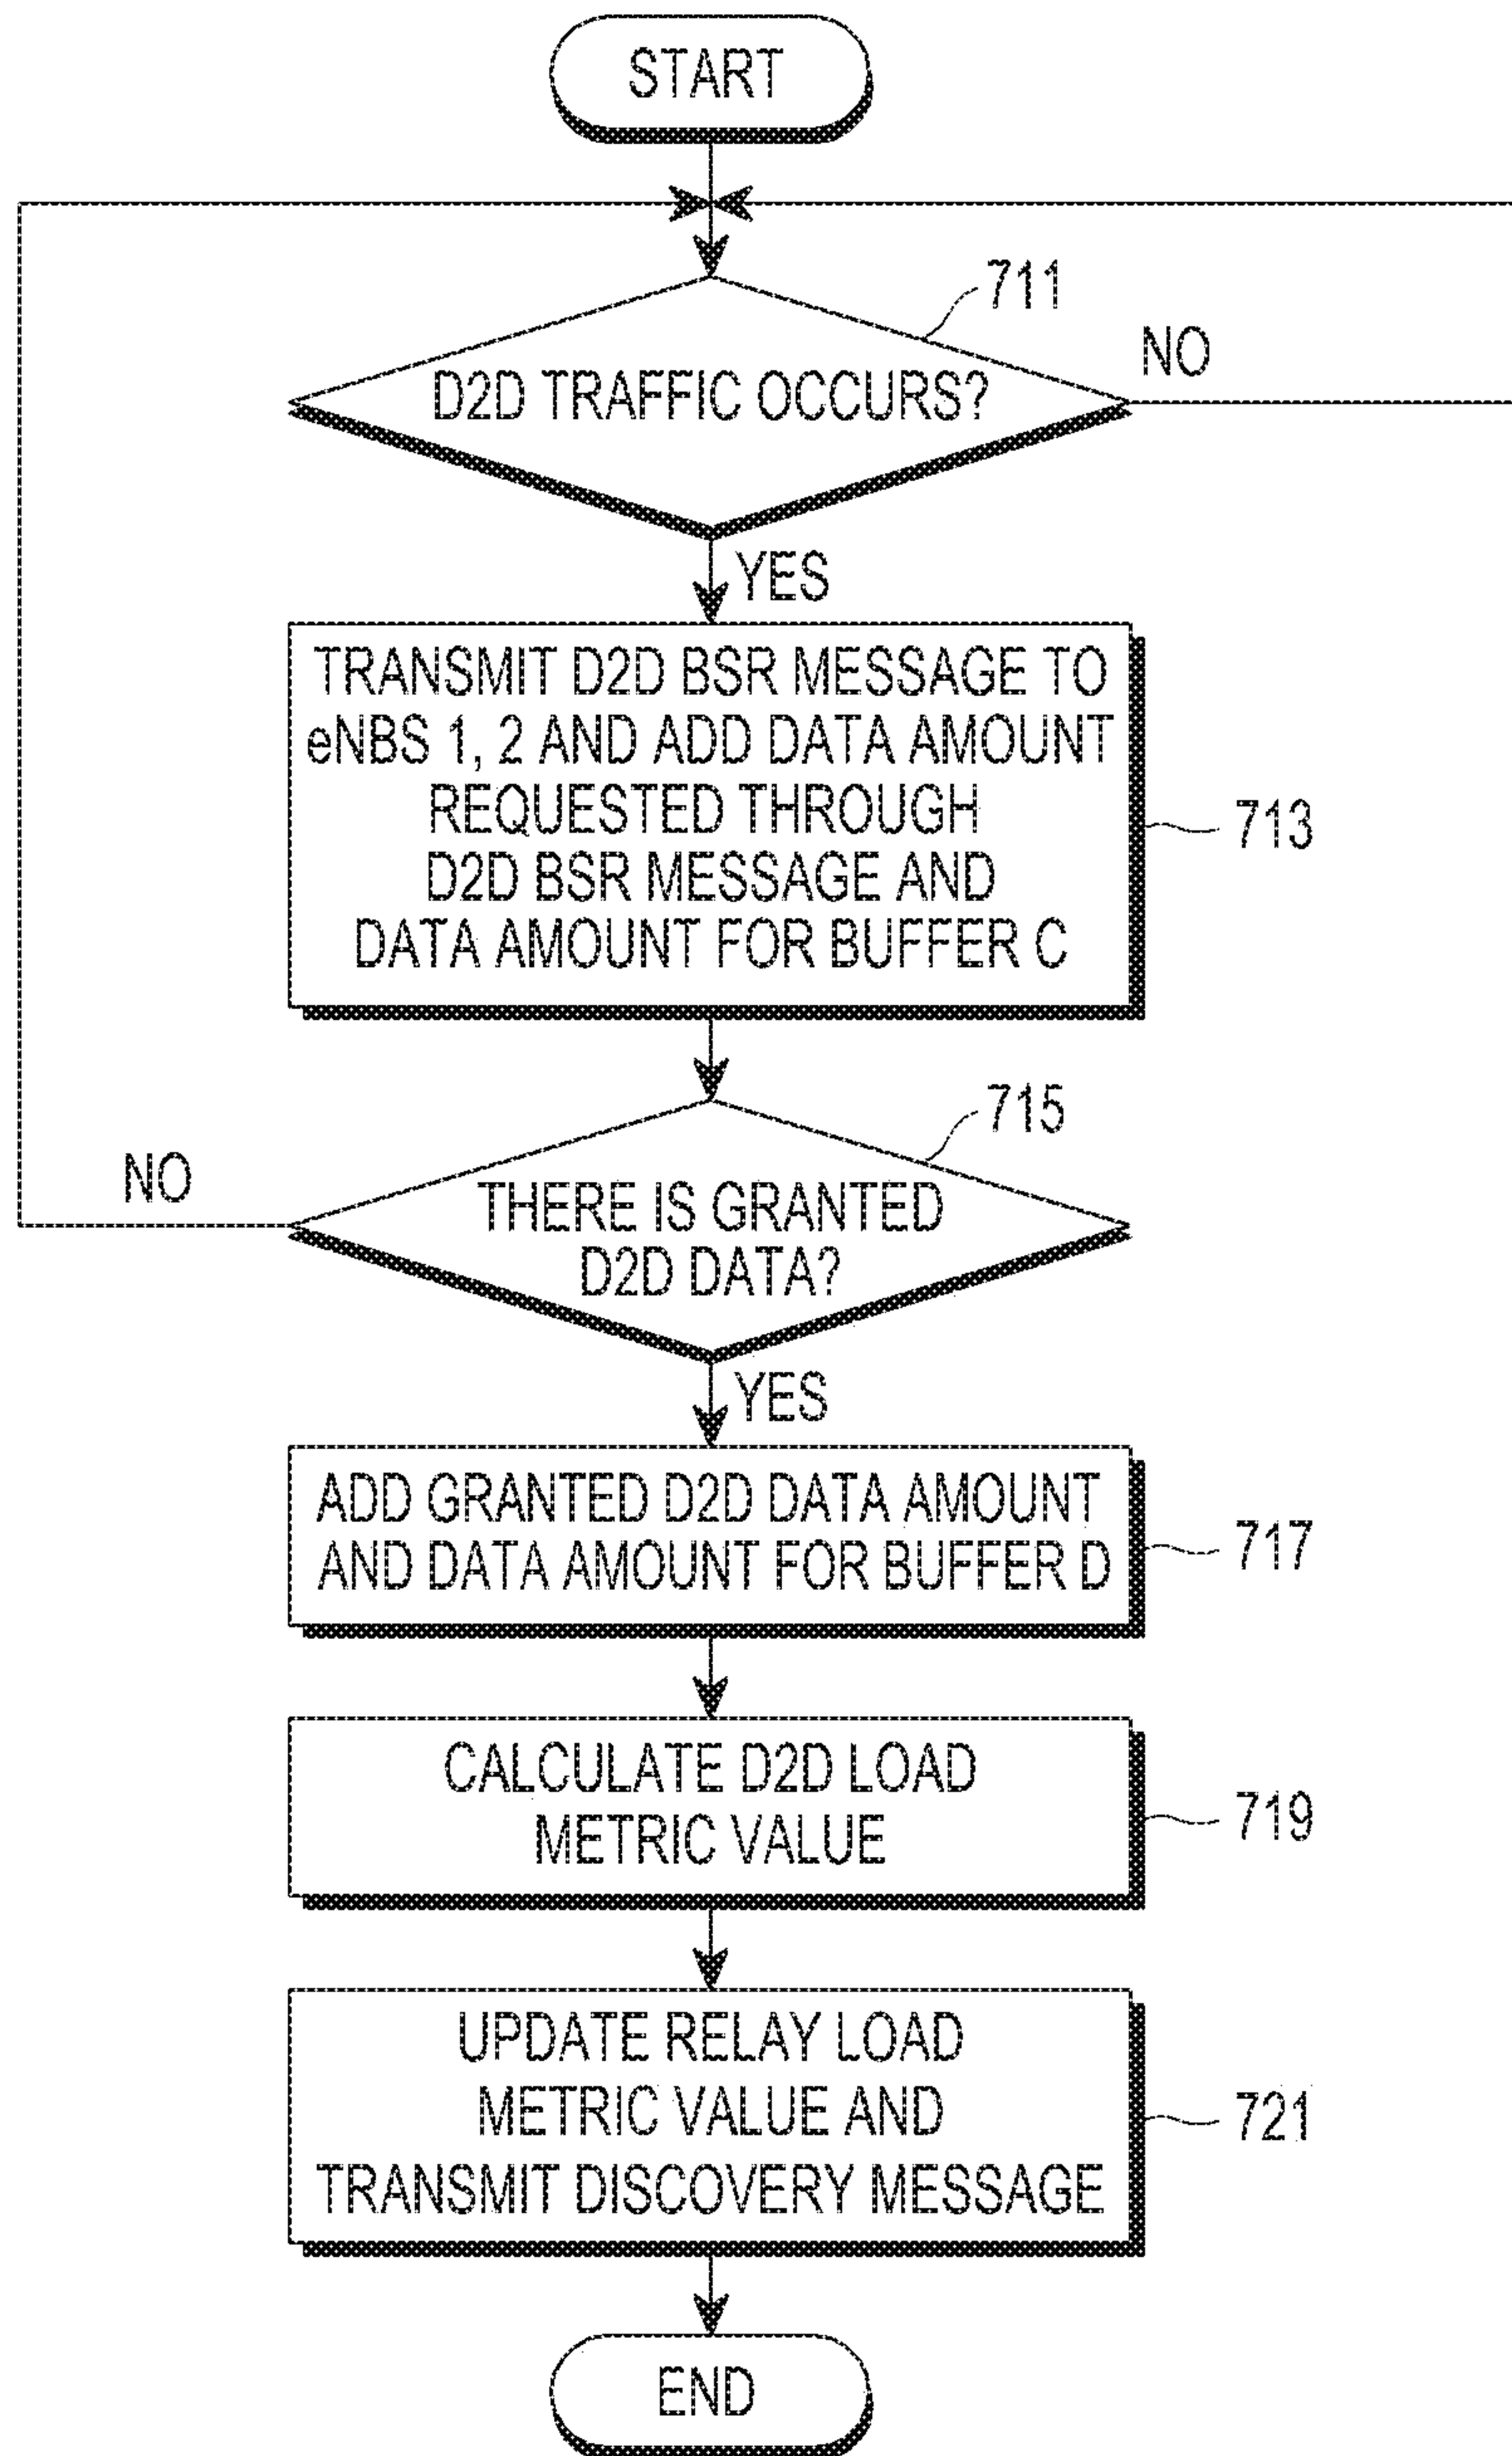 START
711
D2D TRAFFIC OCCURS?
NO
YES
TRANSMIT D2D BSR MESSAGE TO
eNBS 1, 2 AND ADD DATA AMOUNT
REQUESTED THROUGH
D2D BSR MESSAGE AND
DATA AMOUNT FOR BUFFER C
713
715
NO
THERE IS GRANTED
D2D DATA?
YES
ADD GRANTED D2D DATA AMOUNT
AND DATA AMOUNT FOR BUFFER D
717
CALCULATE D2D LOAD
METRIC VALUE
719
UPDATE RELAY LOAD
METRIC VALUE AND
TRANSMIT DISCOVERY MESSAGE
721
END